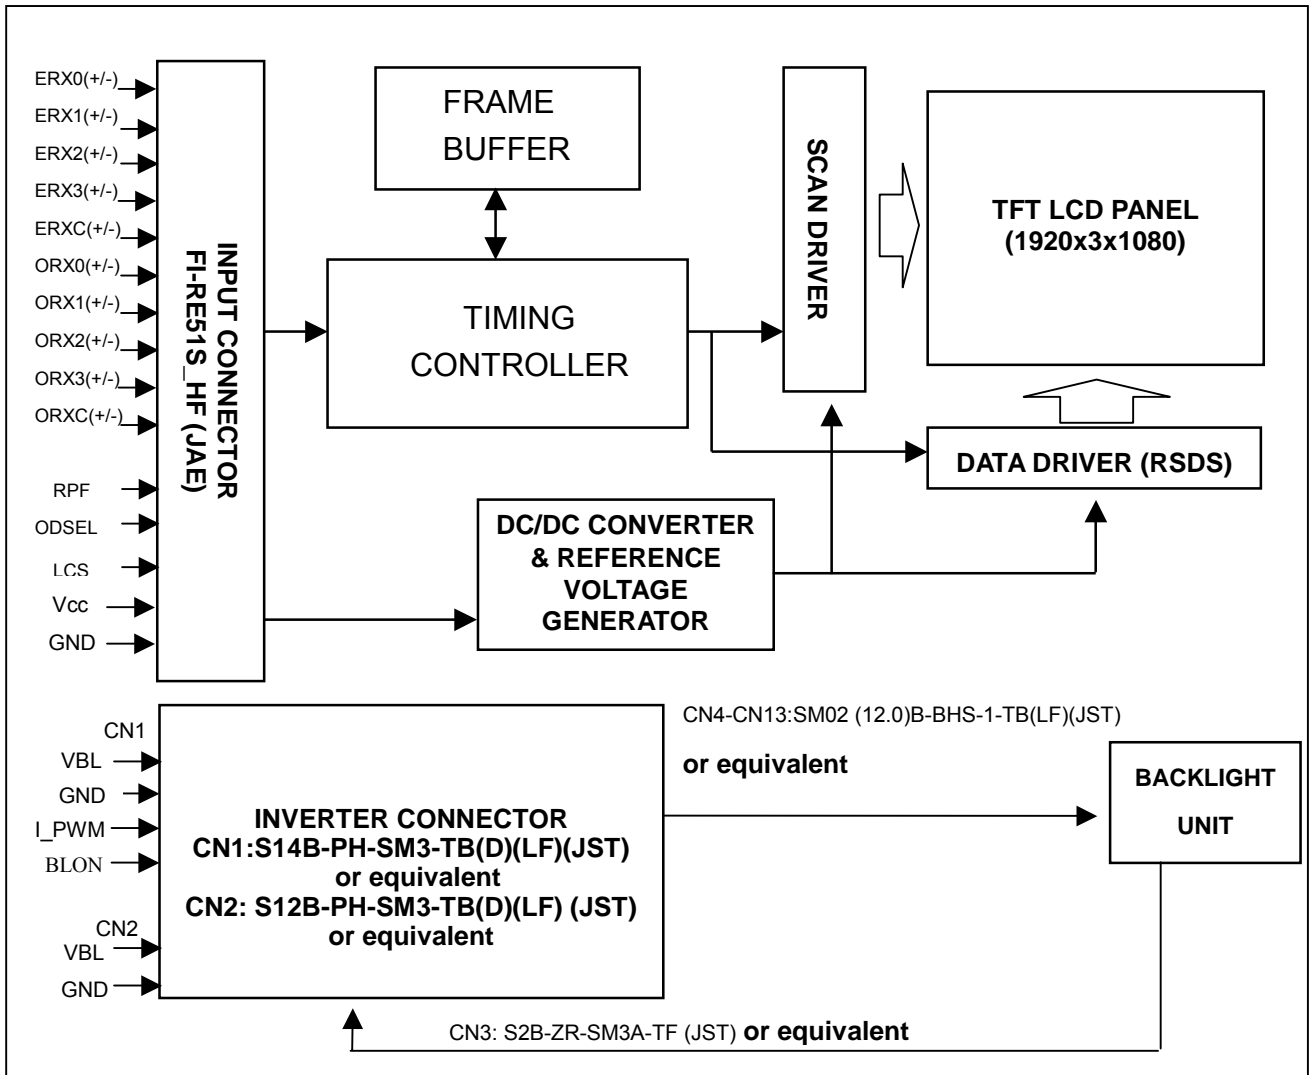 ERX0(+/-)
ERX1(+/-)
ERX2(+/-)
ERX3(+/-)
ERXC(+/-)
ORX0(+/-)
ORX1(+/-)
ORX2(+/-)
ORX3(+/-)
ORXC(+/-)
RPF
ODSEL
LCS
Vcc
GND
INPUT CONNECTOR
FI-RE51S_HF (JAE)
FRAME
BUFFER
TIMING
CONTROLLER
SCAN DRIVER
TFT LCD PANEL
(1920x3x1080)
DATA DRIVER (RSDS)
DC/DC CONVERTER
& REFERENCE
VOLTAGE
GENERATOR
CN1
VBL
GND
I_PWM
BLON
CN2
VBL
GND
INVERTER CONNECTOR
CN1:S14B-PH-SM3-TB(D)(LF)(JST)
or equivalent
CN2: S12B-PH-SM3-TB(D)(LF) (JST)
or equivalent
CN4-CN13:SM02 (12.0)B-BHS-1-TB(LF)(JST)
or equivalent
BACKLIGHT
UNIT
CN3: S2B-ZR-SM3A-TF (JST) or equivalent